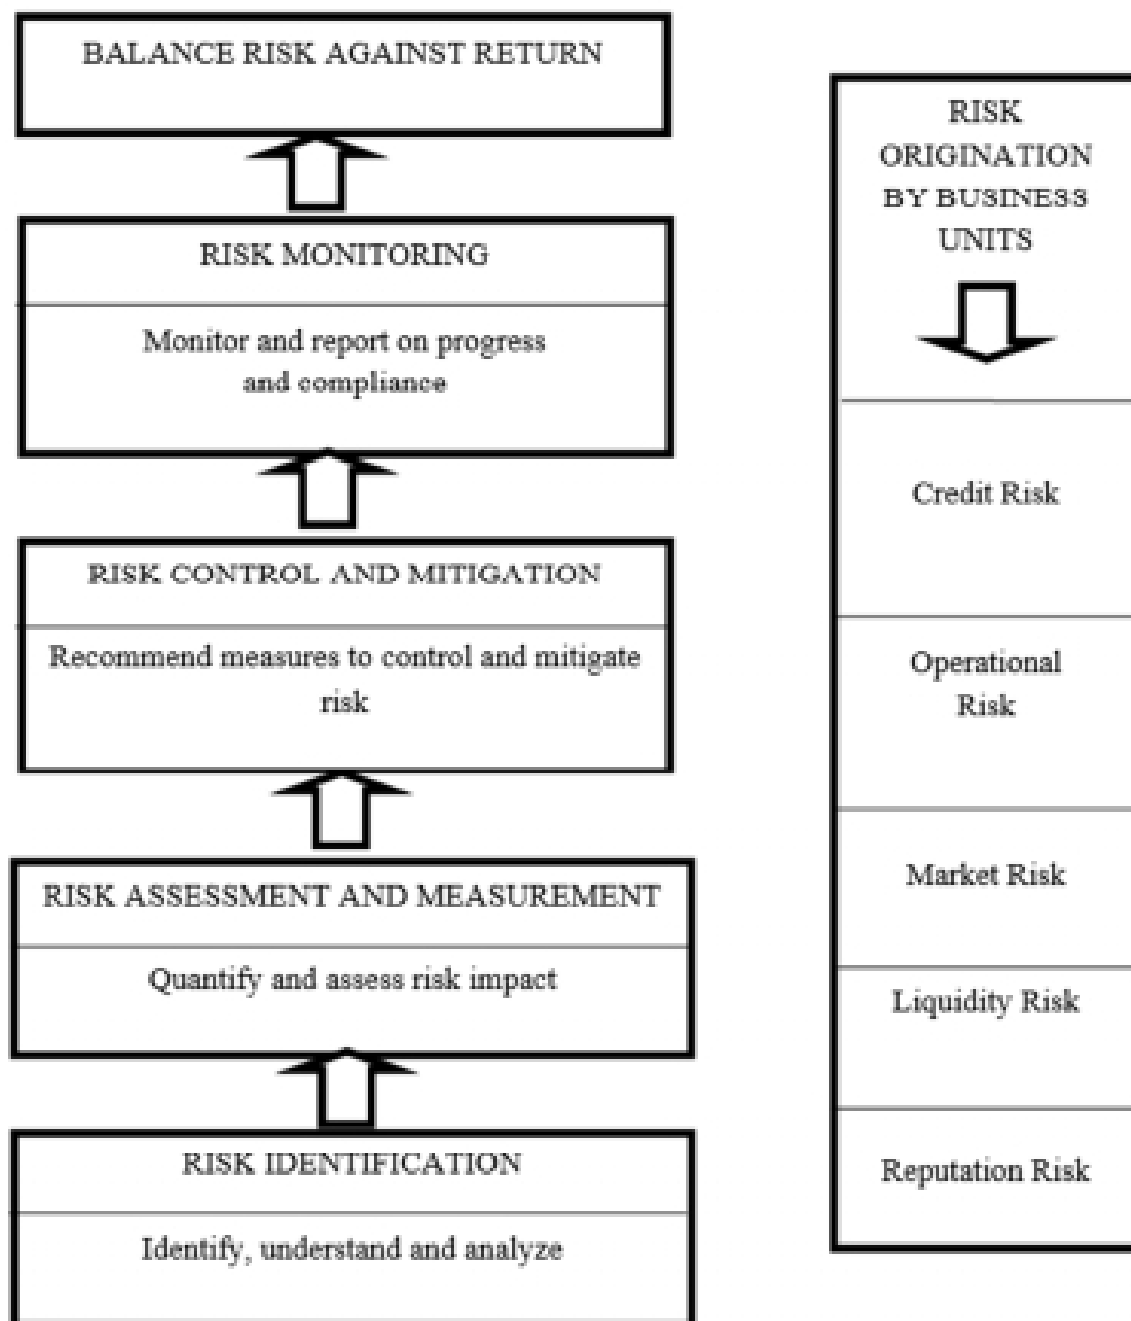 BALANCE RISK AGAINST RETURN
RISK MONITORING
Monitor and report on progress
and compliance
RISK CONTROL AND MITIGATION
Recommend measures to control and mitigate
risk
RISK ASSESSMENT AND MEASUREMENT
Quantify and assess risk impact
RISK IDENTIFICATION
Identify, understand and analyze
RISK
ORIGINATION
BY BUSINESS
UNITS
Credit Risk
Operational
Risk
Market Risk
Liquidity Risk
Reputation Risk